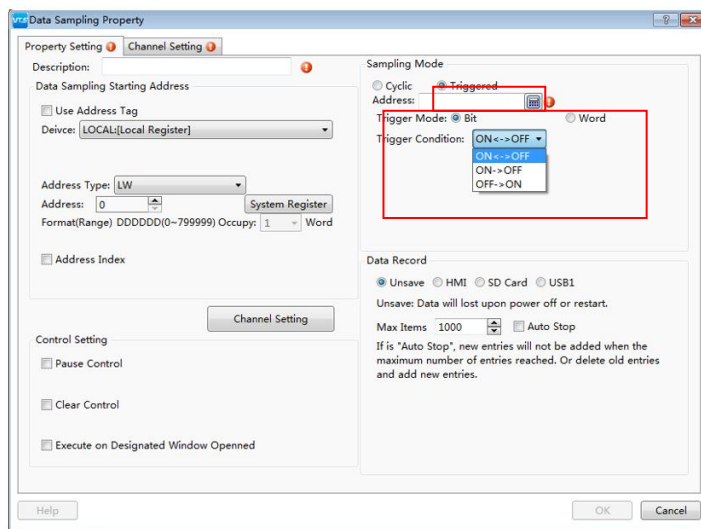 VT.S Data Sampling Property
Property Setting Channel Setting
Description:
Data Sampling Starting Address
Use Address Tag
Deivce: LOCAL:[Local Register]
Address Type: LW
Address: 0 System Register
Format(Range) DDDDDD(0~799999) Occupy: 1 Word
Address Index
Channel Setting
Control Setting
Pause Control
Clear Control
Execute on Designated Window Openned
Sampling Mode
Cyclic Triggered
Address:
Trigger Mode: Bit Word
Trigger Condition: ON<->OFF
ON<->OFF
ON->OFF
OFF->ON
Data Record
Unsave HMI SD Card USB1
Unsave: Data will lost upon power off or restart.
Max Items 1000 Auto Stop
If is "Auto Stop", new entries will not be added when the
maximum number of entries reached. Or delete old entries
and add new entries.
Help OK Cancel